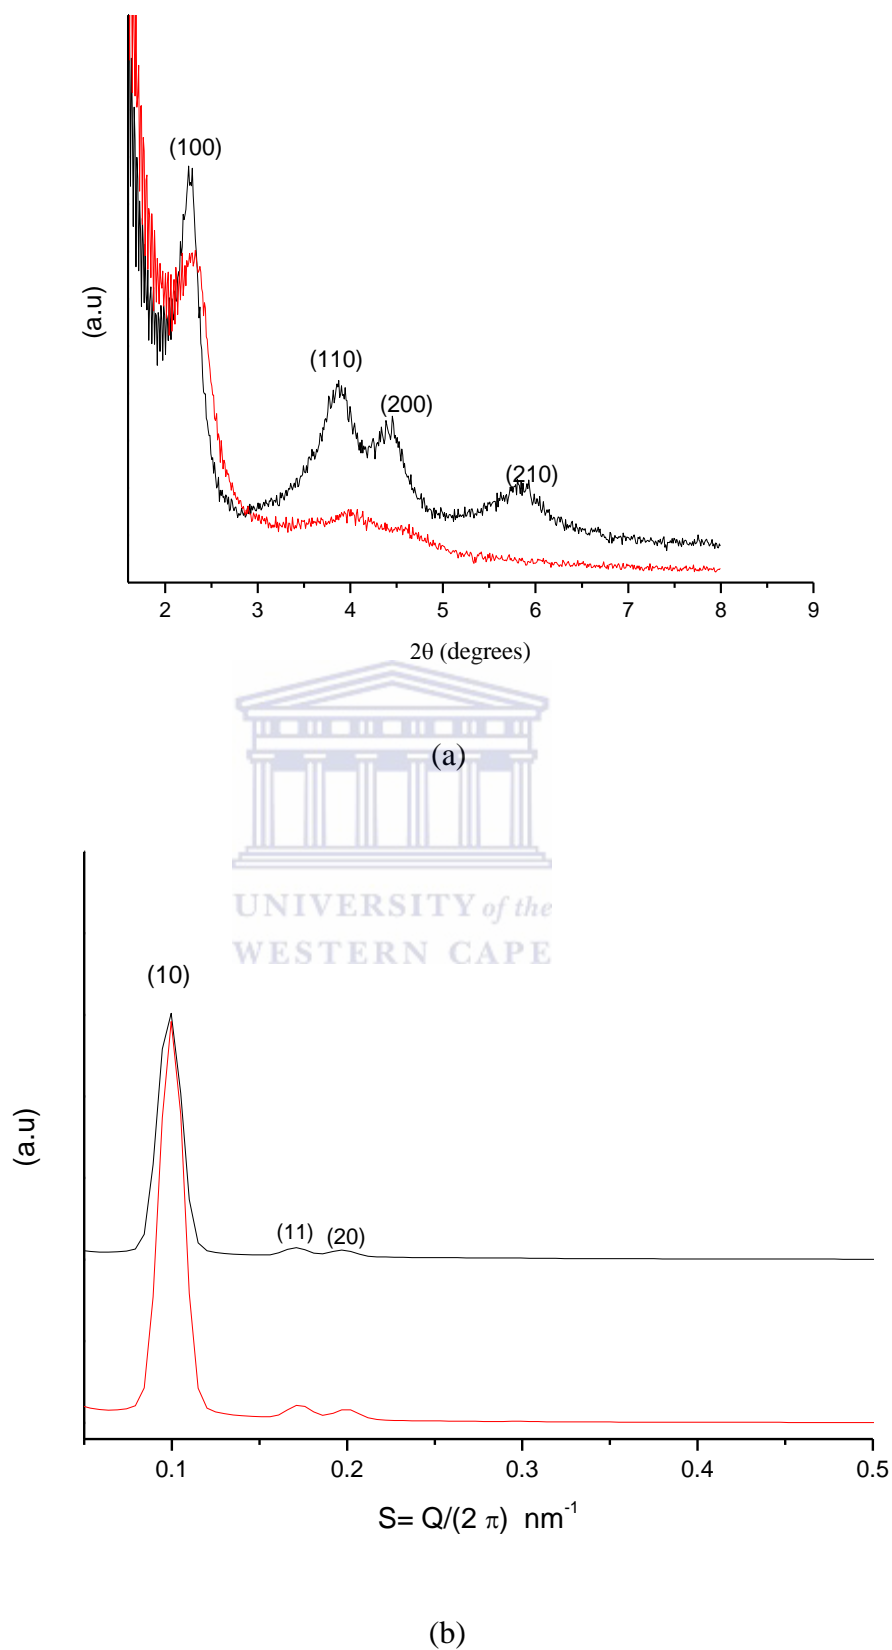 (100)
(110)
(200)
(210)
(a.u)
2 3 4 5 6 7 8 9
2θ (degrees)
(a)
UNIVERSITY of the
WESTERN CAPE
(10)
(11) (20)
(a.u)
0.1 0.2 0.3 0.4 0.5
S= Q/(2 π) nm⁻¹
(b)